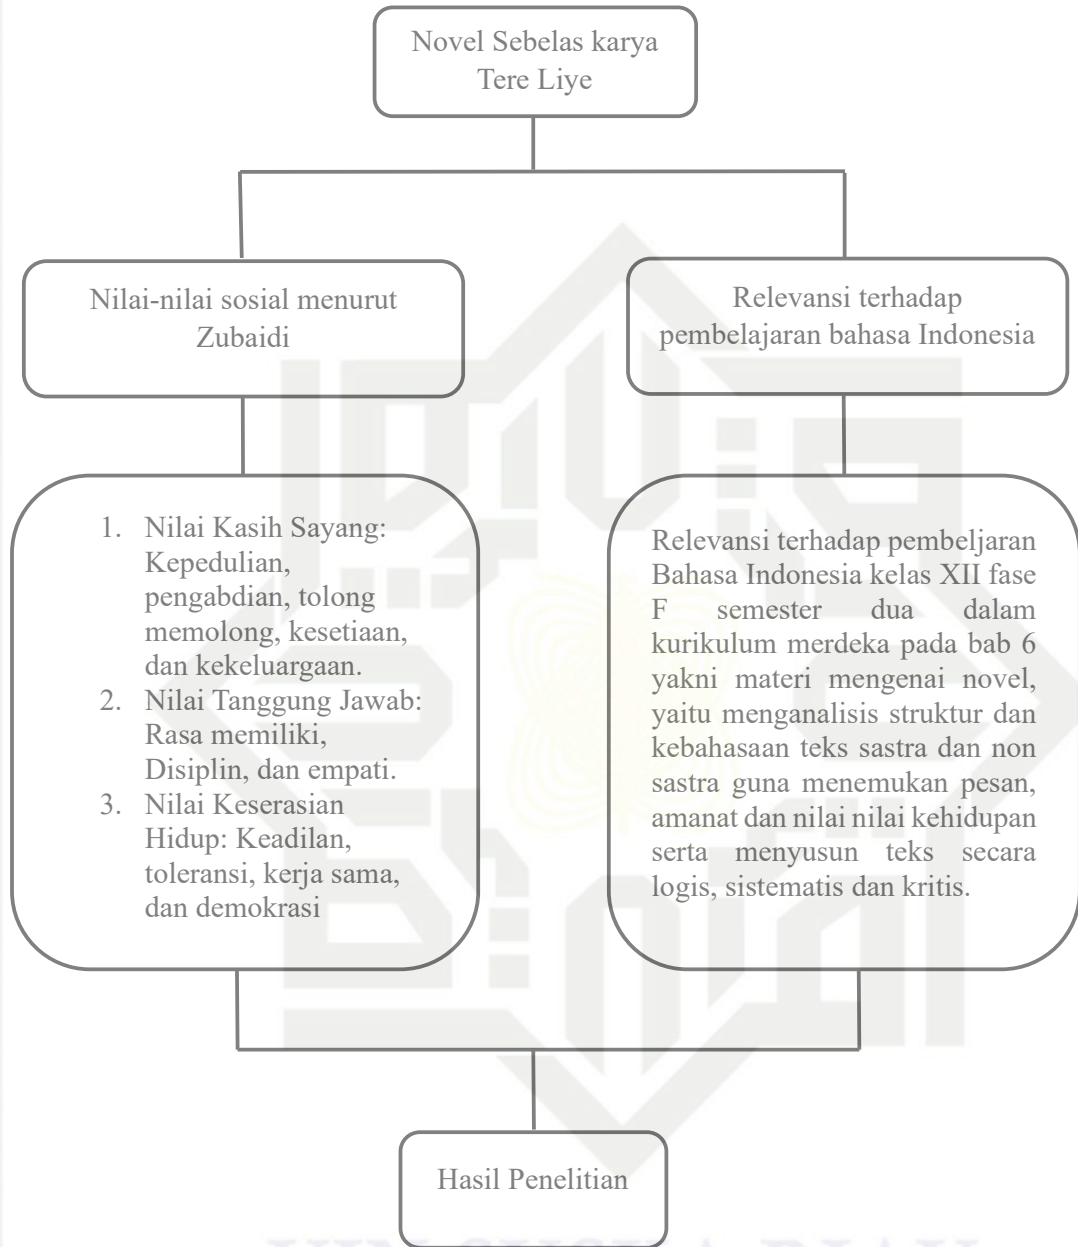 Novel Sebelas karya
Tere Liye
Nilai-nilai sosial menurut
Zubaidi
Relevansi terhadap
pembelajaran bahasa Indonesia
1. Nilai Kasih Sayang:
Kepedulian,
pengabdian, tolong
memolong, kesetiaan,
dan kekeluargaan.
2. Nilai Tanggung Jawab:
Rasa memiliki,
Disiplin, dan empati.
3. Nilai Keserasian
Hidup: Keadilan,
toleransi, kerja sama,
dan demokrasi
Relevansi terhadap pembeljaran
Bahasa Indonesia kelas XII fase
F semester dua dalam
kurikulum merdeka pada bab 6
yakni materi mengenai novel,
yaitu menganalisis struktur dan
kebahasaan teks sastra dan non
sastra guna menemukan pesan,
amanat dan nilai nilai kehidupan
serta menyusun teks secara
logis, sistematis dan kritis.
Hasil Penelitian